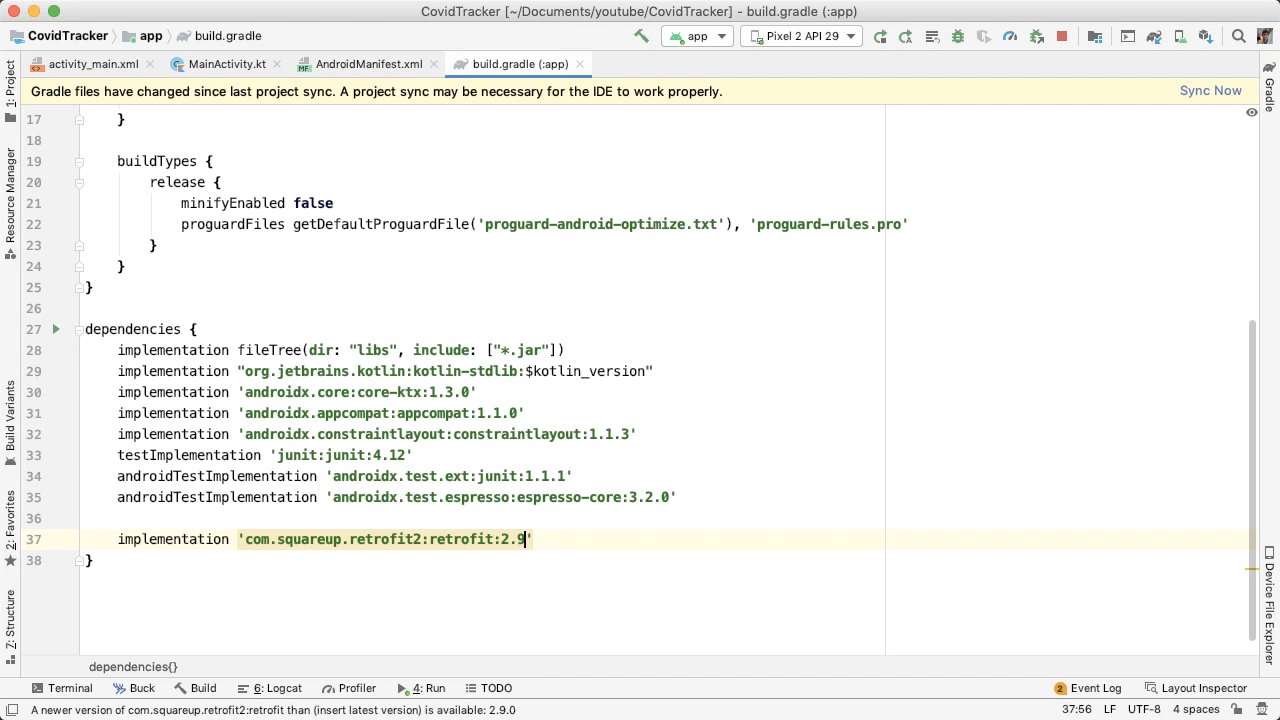 CovidTracker [~/Documents/youtube/CovidTracker] - build.gradle (:app)
CovidTracker app build.gradle app Pixel 2 API 29
activity_main.xml MainActivity.kt AndroidManifest.xml build.gradle (:app)
Gradle files have changed since last project sync. A project sync may be necessary for the IDE to work properly. Sync Now
17 }
18
19 buildTypes {
20 release {
21 minifyEnabled false
22 proguardFiles getDefaultProguardFile('proguard-android-optimize.txt'), 'proguard-rules.pro'
23 }
24 }
25 }
26
27 dependencies {
28 implementation fileTree(dir: "libs", include: ["*.jar"])
29 implementation "org.jetbrains.kotlin:kotlin-stdlib:$kotlin_version"
30 implementation 'androidx.core:core-ktx:1.3.0'
31 implementation 'androidx.appcompat:appcompat:1.1.0'
32 implementation 'androidx.constraintlayout:constraintlayout:1.1.3'
33 testImplementation 'junit:junit:4.12'
34 androidTestImplementation 'androidx.test.ext:junit:1.1.1'
35 androidTestImplementation 'androidx.test.espresso:espresso-core:3.2.0'
36
37 implementation 'com.squareup.retrofit2:retrofit:2.9'
38 }
dependencies{}
1: Project
Resource Manager
Build Variants
2: Favorites
Z: Structure
Gradle
Device File Explorer
Terminal Buck Build 6: Logcat Profiler 4: Run TODO 2 Event Log Layout Inspector
A newer version of com.squareup.retrofit2:retrofit than (insert latest version) is available: 2.9.0 37:56 LF UTF-8 4 spaces